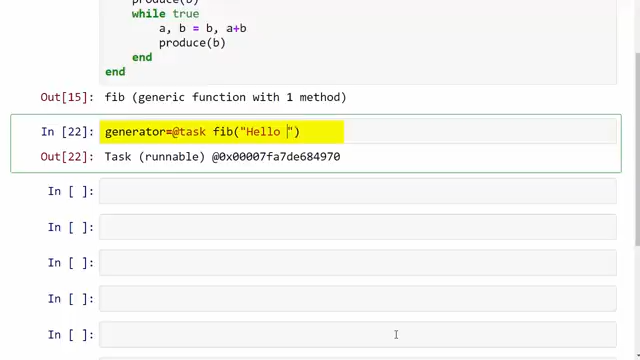 produce(b)
while true
a, b = b, a+b
produce(b)
end
end
Out[15]: fib (generic function with 1 method)
In [22]: generator=@task fib("Hello ")
Out[22]: Task (runnable) @0x00007fa7de684970
In [ ]:
In [ ]:
In [ ]:
In [ ]:
In [ ]: